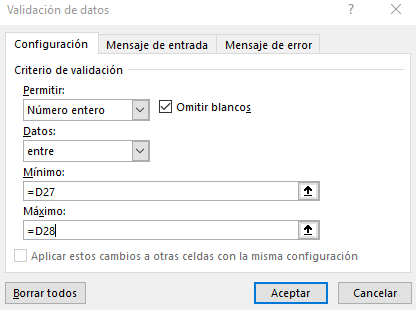 Validación de datos ? ×
Configuración Mensaje de entrada Mensaje de error
Criterio de validación
Permitir:
Número entero Omitir blancos
Datos:
entre
Mínimo:
=D27
Máximo:
=D28
Aplicar estos cambios a otras celdas con la misma configuración
Borrar todos Aceptar Cancelar